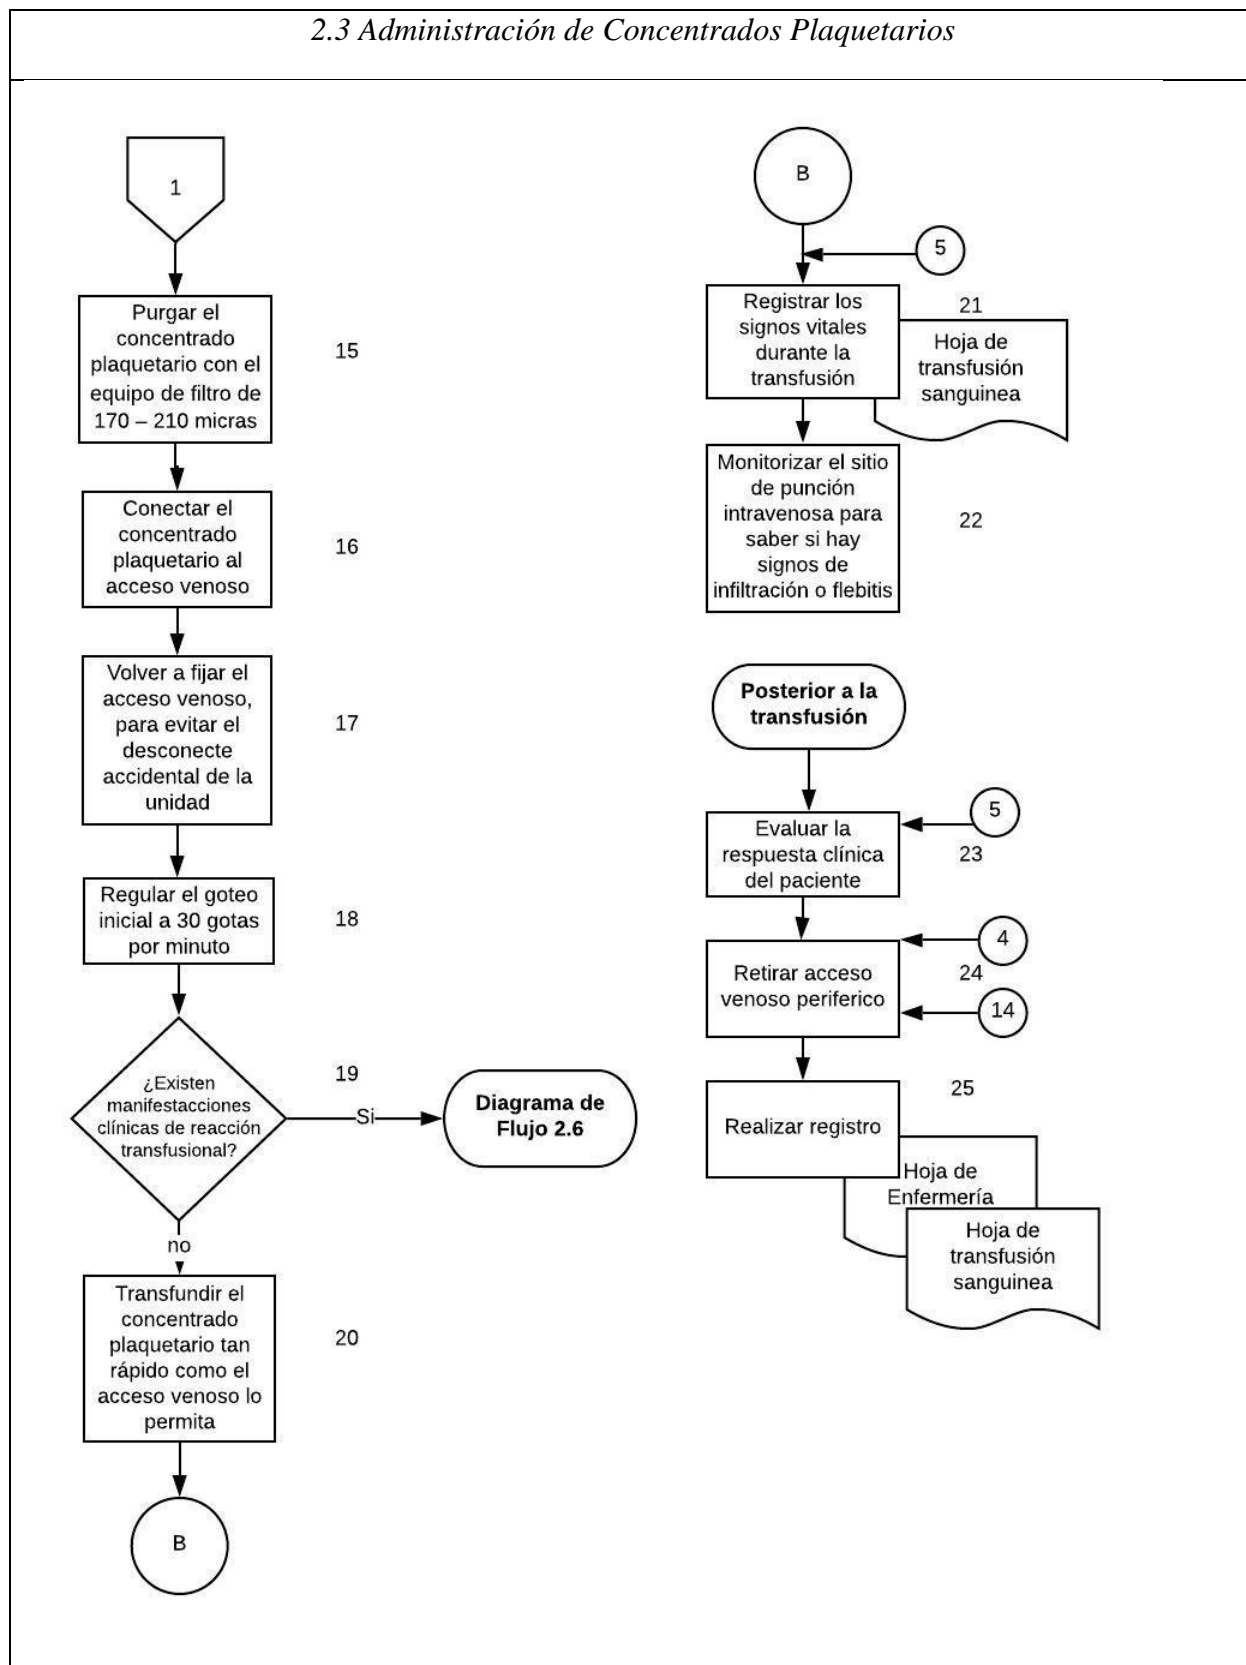 2.3 Administración de Concentrados Plaquetarios
1
Purgar el
concentrado
plaquetario con el
equipo de filtro de
170 – 210 micras
15
Conectar el
concentrado
plaquetario al
acceso venoso
16
Volver a fijar el
acceso venoso,
para evitar el
desconecte
accidental de la
unidad
17
Regular el goteo
inicial a 30 gotas
por minuto
18
¿Existen
manifestacciones
clínicas de reacción
transfusional?
19
Si
Diagrama de
Flujo 2.6
no
Transfundir el
concentrado
plaquetario tan
rápido como el
acceso venoso lo
permita
20
B
B
5
Registrar los
signos vitales
durante la
transfusión
21
Hoja de
transfusión
sanguinea
Monitorizar el sitio
de punción
intravenosa para
saber si hay
signos de
infiltración o flebitis
22
Posterior a la
transfusión
5
Evaluar la
respuesta clínica
del paciente
23
4
Retirar acceso
venoso periferico
24
14
Realizar registro
25
Hoja de
Enfermería
Hoja de
transfusión
sanguinea